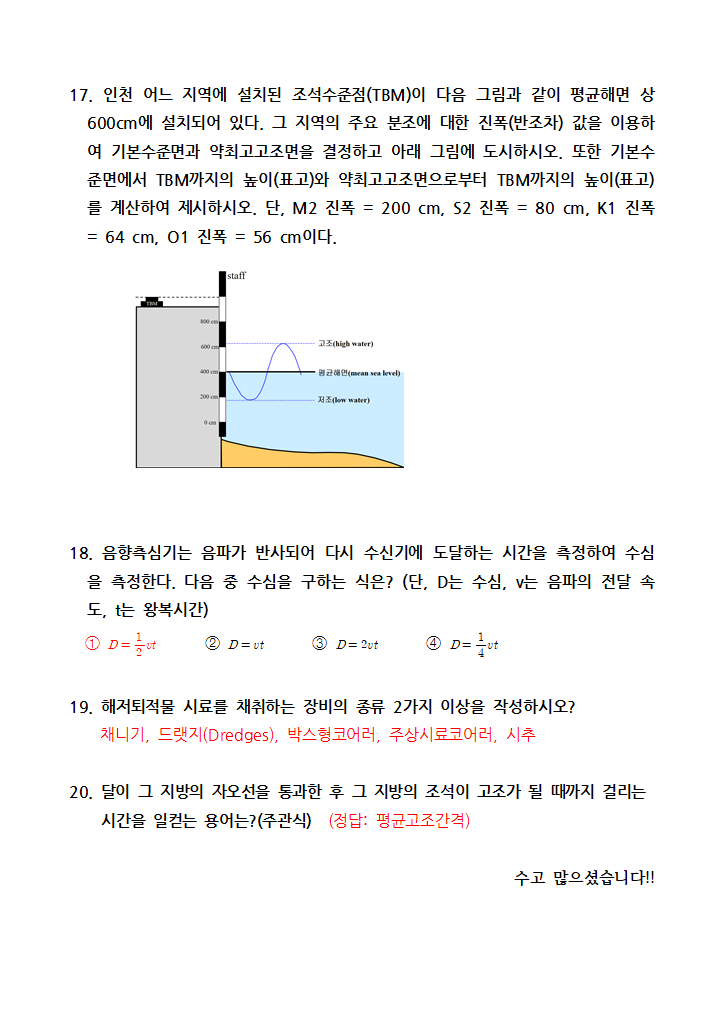 17. 인천 어느 지역에 설치된 조석수준점(TBM)이 다음 그림과 같이 평균해면 상
600cm에 설치되어 있다. 그 지역의 주요 분조에 대한 진폭(반조차) 값을 이용하
여 기본수준면과 약최고고조면을 결정하고 아래 그림에 도시하시오. 또한 기본수
준면에서 TBM까지의 높이(표고)와 약최고고조면으로부터 TBM까지의 높이(표고)
를 계산하여 제시하시오. 단, M2 진폭 = 200 cm, S2 진폭 = 80 cm, K1 진폭
= 64 cm, O1 진폭 = 56 cm이다.
staff
TBM
800 cm
600 cm
고조(high water)
400 cm
평균해면(mean sea level)
200 cm
저조(low water)
0 cm
18. 음향측심기는 음파가 반사되어 다시 수신기에 도달하는 시간을 측정하여 수심
을 측정한다. 다음 중 수심을 구하는 식은? (단, D는 수심, v는 음파의 전달 속
도, t는 왕복시간)
① D = 1/2 vt ② D = vt ③ D = 2vt ④ D = 1/4 vt
19. 해저퇴적물 시료를 채취하는 장비의 종류 2가지 이상을 작성하시오?
채니기, 드랫지(Dredges), 박스형코어러, 주상시료코어러, 시추
20. 달이 그 지방의 자오선을 통과한 후 그 지방의 조석이 고조가 될 때까지 걸리는
시간을 일컫는 용어는?(주관식) (정답: 평균고조간격)
수고 많으셨습니다!!